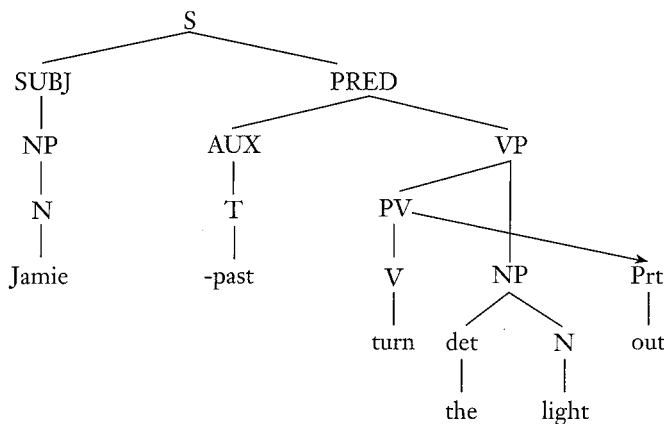 S
SUBJ PRED
NP AUX VP
N T PV
Jamie -past V NP Prt
turn det N out
the light